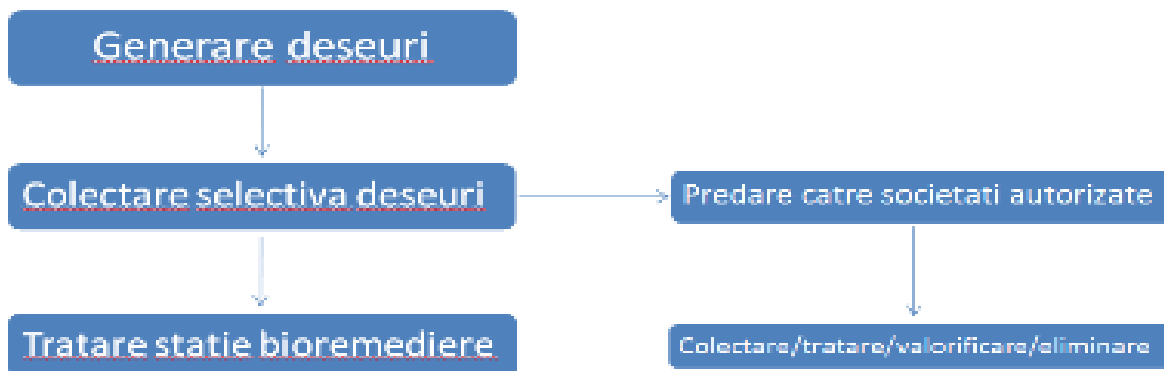 Generare deseuri
Colectare selectiva deseuri
Predare catre societati autorizate
Tratare statie bioremediere
Colectare/tratare/valorificare/eliminare